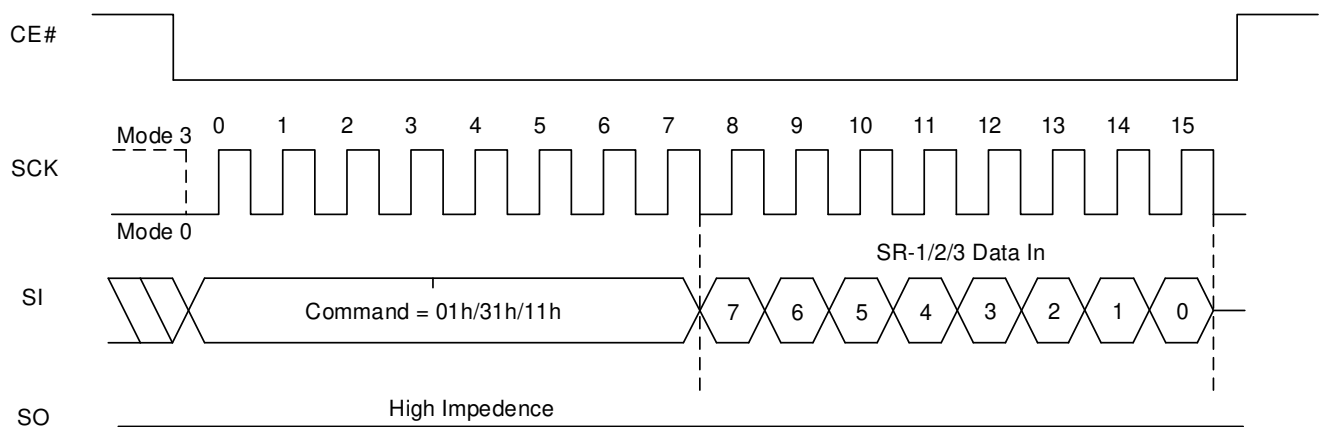 CE#
Mode 3 0 1 2 3 4 5 6 7 8 9 10 11 12 13 14 15
SCK
Mode 0
SR-1/2/3 Data In
SI
Command = 01h/31h/11h 7 6 5 4 3 2 1 0
High Impedence
SO